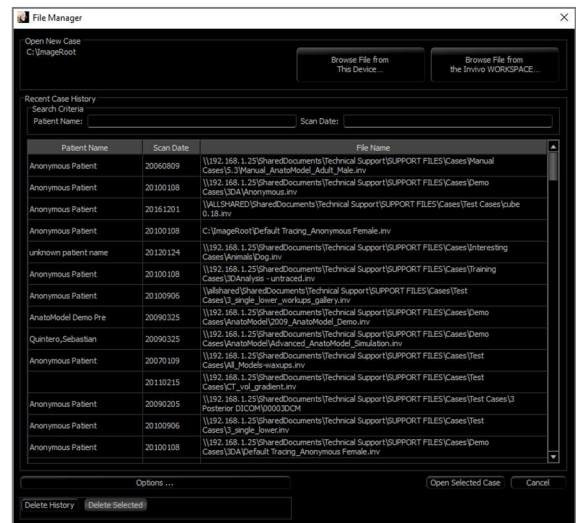 File Manager
Open New Case
C:\ImageRoot
Browse File from
This Device...
Browse File from
the Invivo WORKSPACE...
Recent Case History
Search Criteria
Patient Name:
Scan Date:
Patient Name Scan Date File Name
Anonymous Patient 20060809 \\192.168.1.25\SharedDocuments\Technical Support\SUPPORT FILES\Cases\Manual
Cases\5.3\Manual_AnatoModel_Adult_Male.inv
Anonymous Patient 20100108 \\192.168.1.25\SharedDocuments\Technical Support\SUPPORT FILES\Cases\Demo
Cases\3DA\Anonymous.inv
Anonymous Patient 20161201 \\ALLSHARED\SharedDocuments\Technical Support\SUPPORT FILES\Cases\Test Cases\cube
0.18.inv
Anonymous Patient 20100108 C:\ImageRoot\Default Tracing_Anonymous Female.inv
unknown patient name 20120124 \\192.168.1.25\SharedDocuments\Technical Support\SUPPORT FILES\Cases\Interesting
Cases\Animals\Dog.inv
Anonymous Patient 20100108 \\192.168.1.25\SharedDocuments\Technical Support\SUPPORT FILES\Cases\Training
Cases\3DAnalysis - untraced.inv
Anonymous Patient 20100906 \\allshared\SharedDocuments\Technical Support\SUPPORT FILES\Cases\Test
Cases\3_single_lower_workups_gallery.inv
AnatoModel Demo Pre 20090325 \\192.168.1.25\SharedDocuments\Technical Support\SUPPORT FILES\Cases\Demo
Cases\AnatoModel\2009_AnatoModel_Demo.inv
Quintero,Sebastian 20090325 \\192.168.1.25\SharedDocuments\Technical Support\SUPPORT FILES\Cases\Demo
Cases\AnatoModel\Advanced_AnatoModel_Simulation.inv
Anonymous Patient 20070109 \\192.168.1.25\SharedDocuments\Technical Support\SUPPORT FILES\Cases\Test
Cases\All_Models-waxups.inv
20110215 \\192.168.1.25\SharedDocuments\Technical Support\SUPPORT FILES\Cases\Test
Cases\CT_vol_gradient.inv
Anonymous Patient 20090205 \\192.168.1.25\SharedDocuments\Technical Support\SUPPORT FILES\Cases\Test Cases\3
Posterior DICOM\00003DCM
Anonymous Patient 20100906 \\192.168.1.25\SharedDocuments\Technical Support\SUPPORT FILES\Cases\Test
Cases\3_single_lower.inv
Anonymous Patient 20100108 \\192.168.1.25\SharedDocuments\Technical Support\SUPPORT FILES\Cases\Demo
Cases\3DA\Default Tracing_Anonymous Female.inv
Options ...
Open Selected Case
Cancel
Delete History
Delete Selected